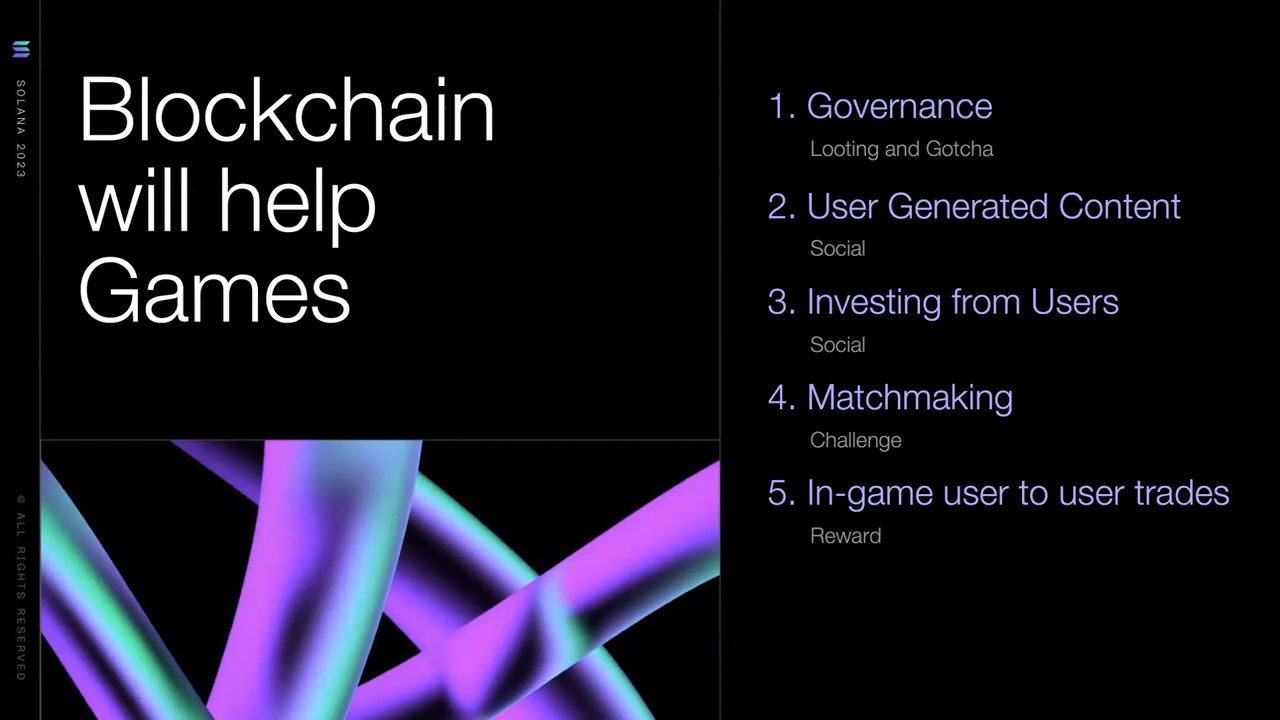 SOLANA 2023
© ALL RIGHTS RESERVED
Blockchain
will help
Games
1. Governance
Looting and Gotcha
2. User Generated Content
Social
3. Investing from Users
Social
4. Matchmaking
Challenge
5. In-game user to user trades
Reward